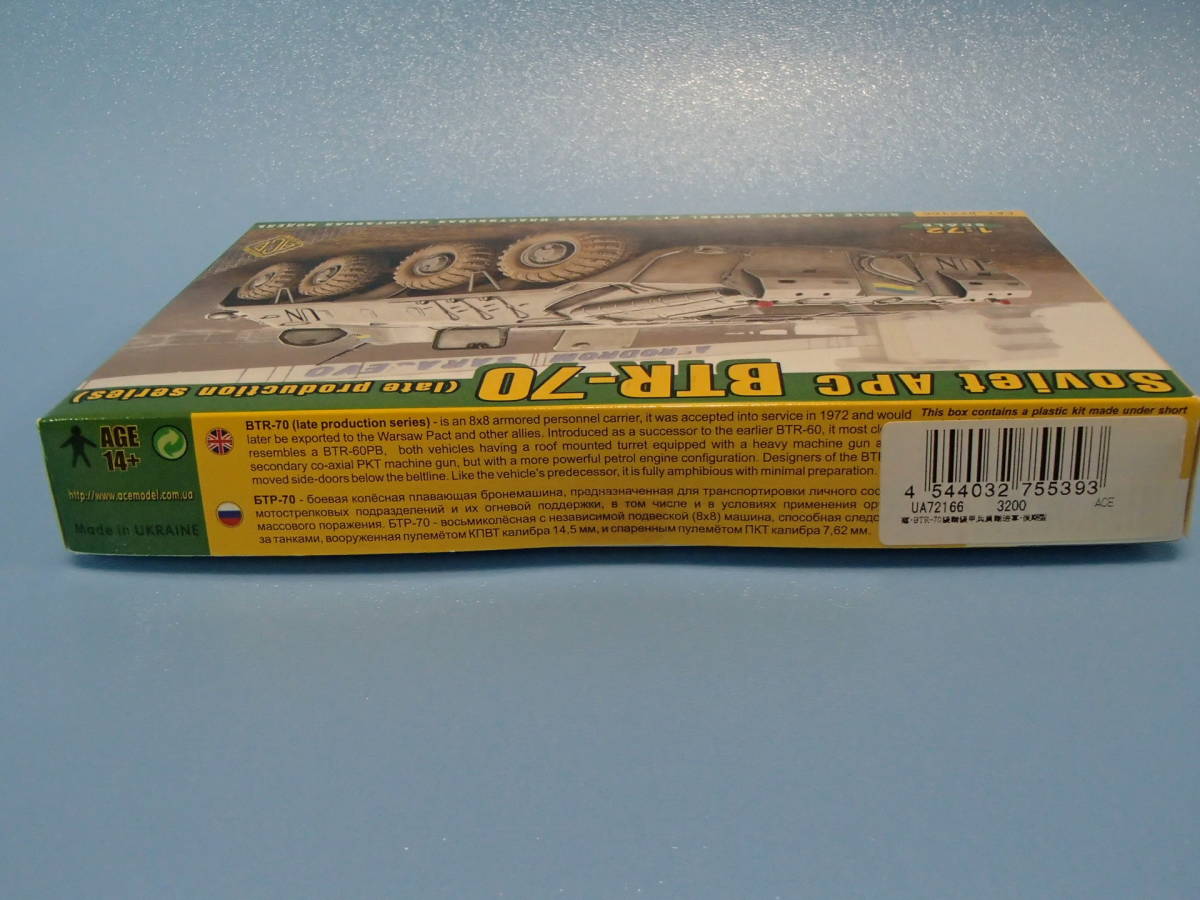 1:72
SCALE
ACE
UN
UN
AERODROM SARAJEVO
Soviet APC BTR-70 (late production series)
AGE
14+
http://www.acemodel.com.ua
Made in UKRAINE
BTR-70 (late production series) - is an 8x8 armored personnel carrier, it was accepted into service in 1972 and would
later be exported to the Warsaw Pact and other allies. Introduced as a successor to the earlier BTR-60, it most
resembles a BTR-60PB, both vehicles having a roof mounted turret equipped with a heavy machine gun
secondary co-axial PKT machine gun, but with a more powerful petrol engine configuration. Designers of the
moved side-doors below the beltline. Like the vehicle's predecessor, it is fully amphibious with minimal preparation.
БТР-70 - боевая колёсная плавающая бронемашина, предназначенная для транспортировки личного
мотострелковых подразделений и их огневой поддержки, в том числе и в условиях применения
массового поражения. БТР-70 - восьмиколёсная с независимой подвеской (8x8) машина, способная
за танками, вооруженная пулемётом КПВТ калибра 14,5 мм, и спаренным пулемётом ПКТ калибра 7,62 мм.
This box contains a plastic kit made under short
4 544032 755393
UA72166 3200 ACE